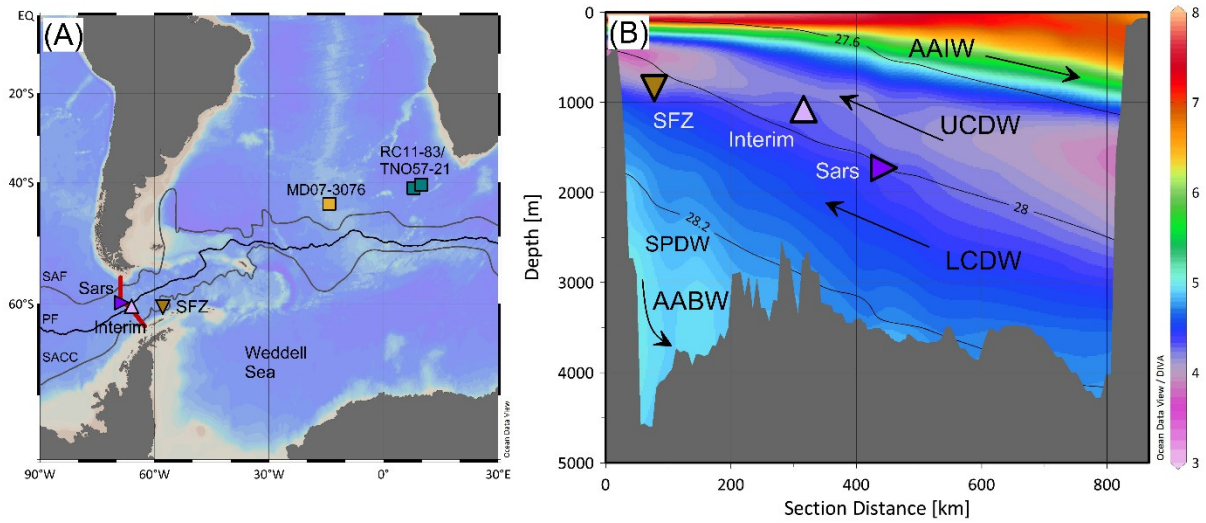 (A)
EQ
20°S
40°S
60°S
90°W
60°W
30°W
0°
30°E
RC11-83/
TNO57-21
MD07-3076
SAF
Sars
PF
Interim
SFZ
SACC
Weddell
Sea
Ocean Data View
(B)
0
1000
2000
3000
4000
5000
Depth [m]
0
200
400
600
800
Section Distance [km]
27.6
AAIW
SFZ
Interim
UCDW
Sars
28
28.2
SPDW
LCDW
AABW
8
7
6
5
4
3
Ocean Data View / DIVA